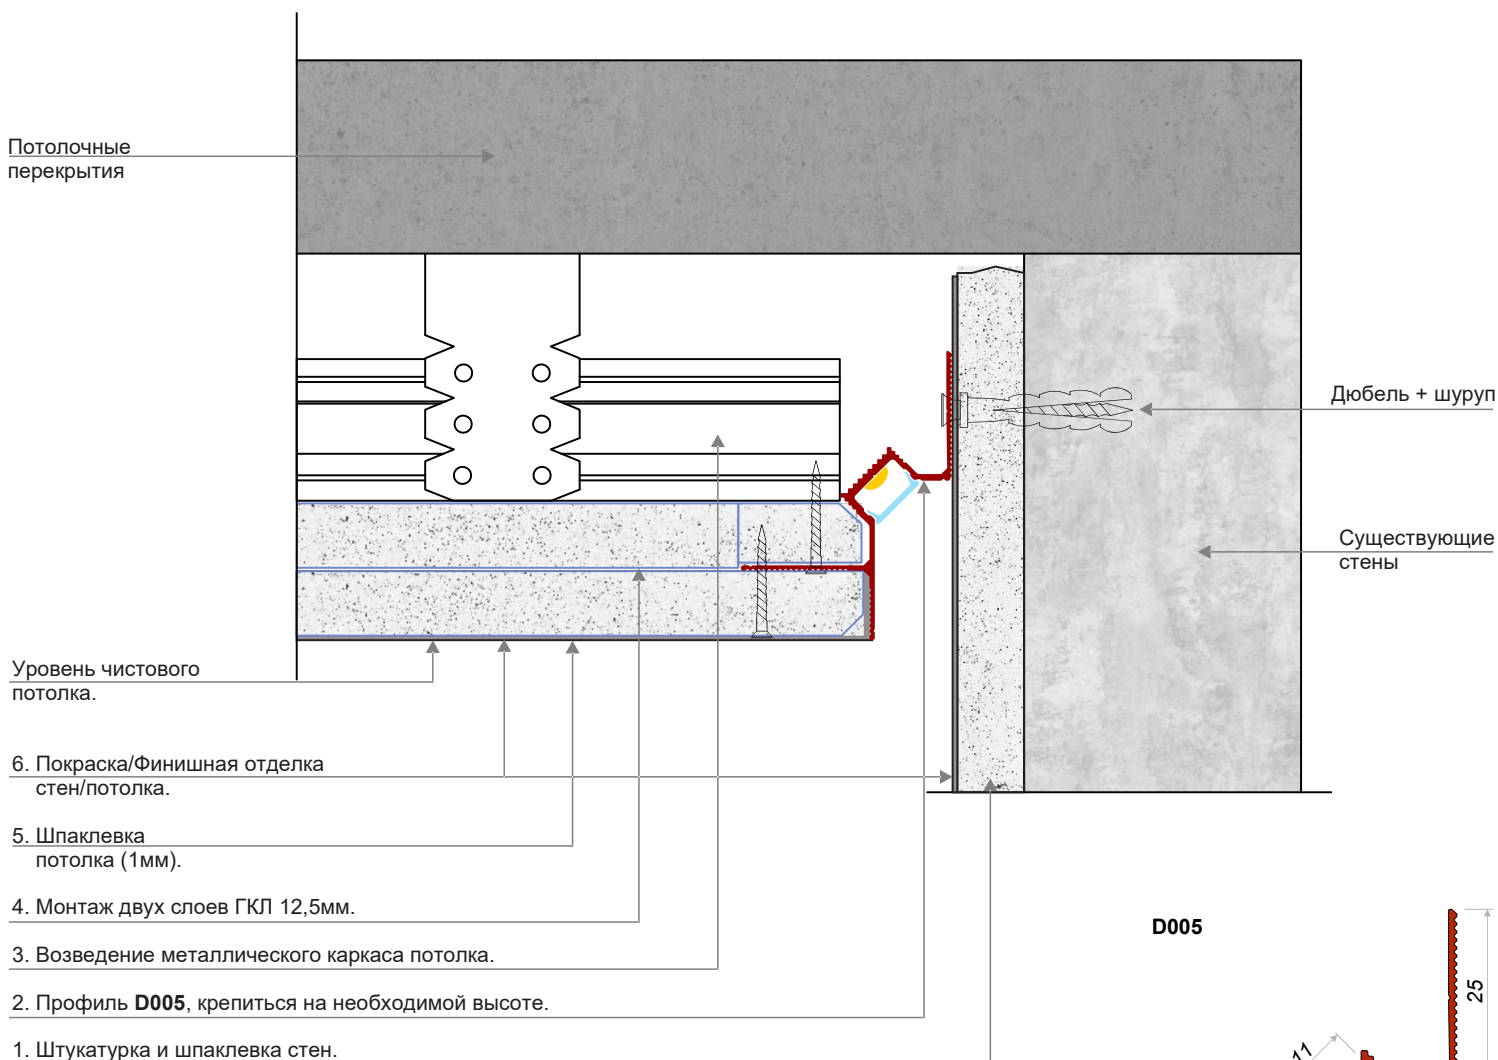 Потолочные
перекрытия
Дюбель + шуруп
Существующие
стены
Уровень чистового
потолка.
6. Покраска/Финишная отделка
стен/потолка.
5. Шпаклевка
потолка (1мм).
4. Монтаж двух слоев ГКЛ 12,5мм.
3. Возведение металлического каркаса потолка.
2. Профиль D005, крепиться на необходимой высоте.
1. Штукатурка и шпаклевка стен.
D005
25
11